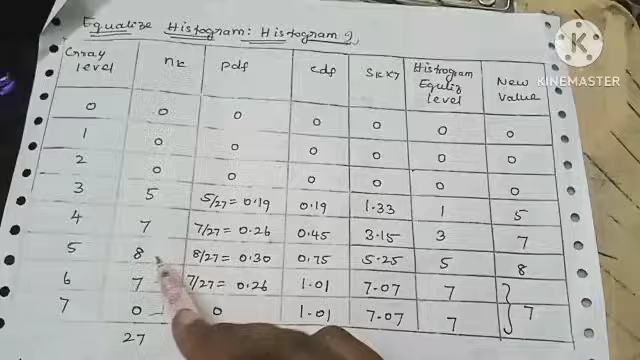 Equalize Histogram: Histogram 9
Grray level nk pdf cdf Sk×7 Histrogram Equliz level New Value
0 0 0 0 0 0 0
1 0 0 0 0 0 0
2 0 0 0 0 0 0
3 5 5/27 = 0.19 0.19 1.33 1 5
4 7 7/27 = 0.26 0.45 3.15 3 7
5 8 8/27 = 0.30 0.75 5.25 5 8
6 7 7/27 = 0.26 1.01 7.07 7 } 7
7 0 0 1.01 7.07 7
27
KINEMASTER